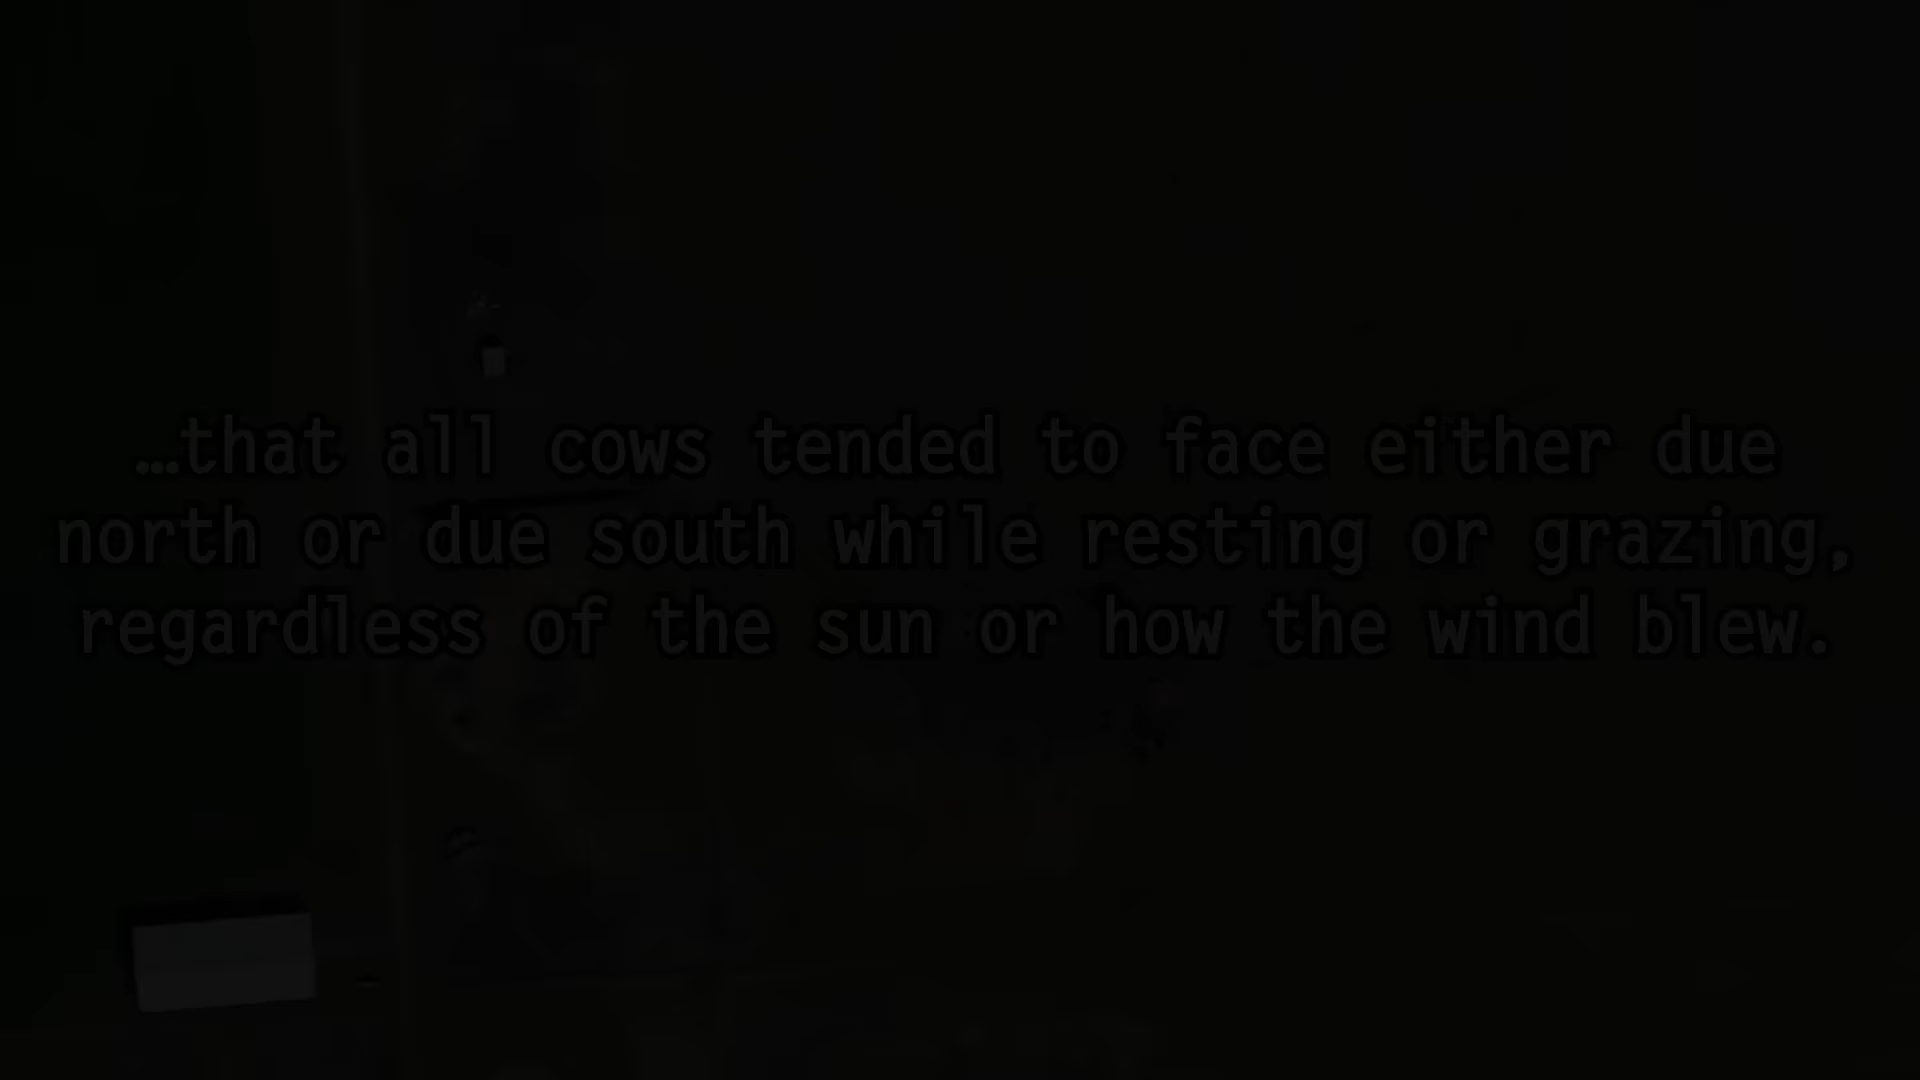 …that all cows tended to face either due
north or due south while resting or grazing,
regardless of the sun or how the wind blew.